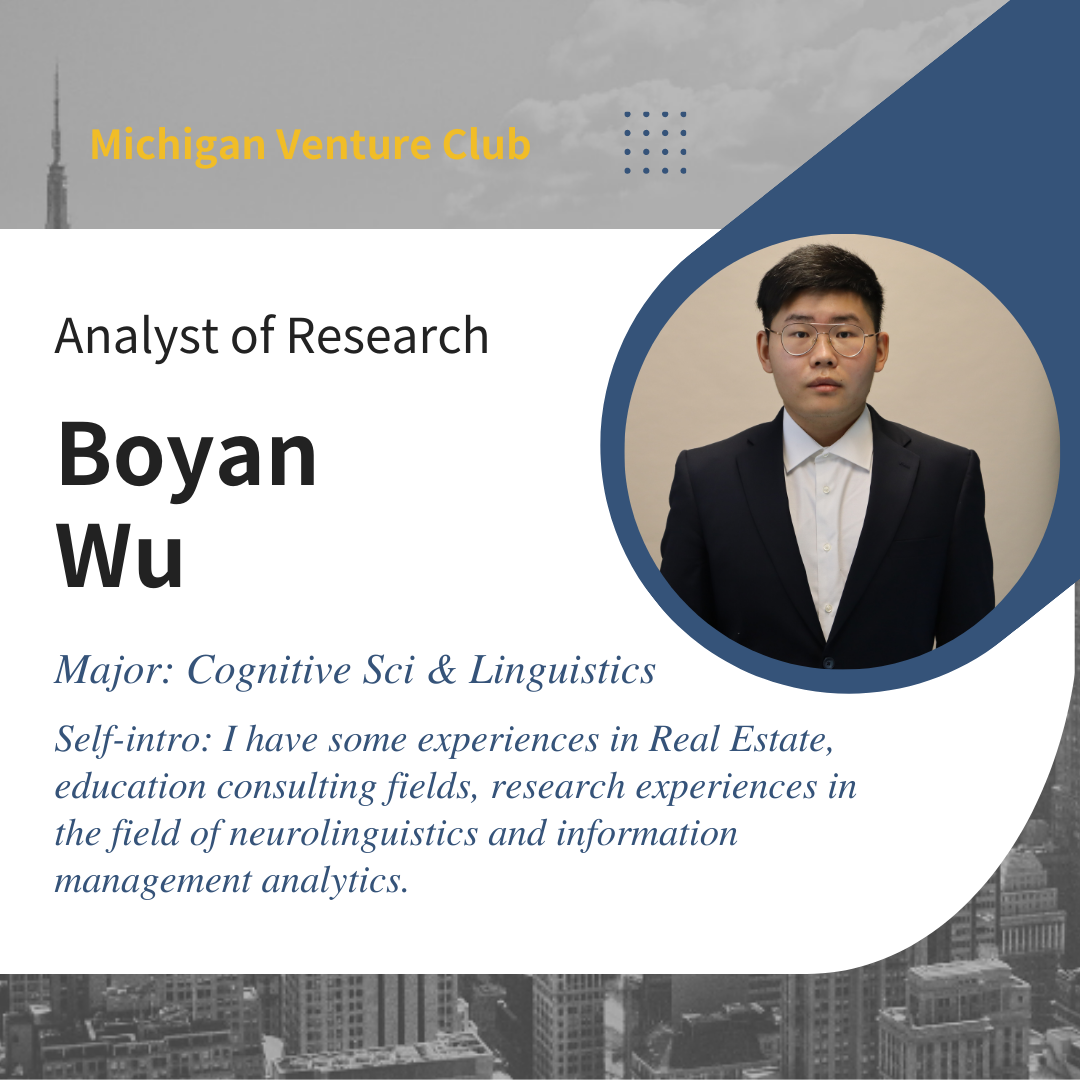 Michigan Venture Club
Analyst of Research
Boyan
Wu
Major: Cognitive Sci & Linguistics
Self-intro: I have some experiences in Real Estate,
education consulting fields, research experiences in
the field of neurolinguistics and information
management analytics.